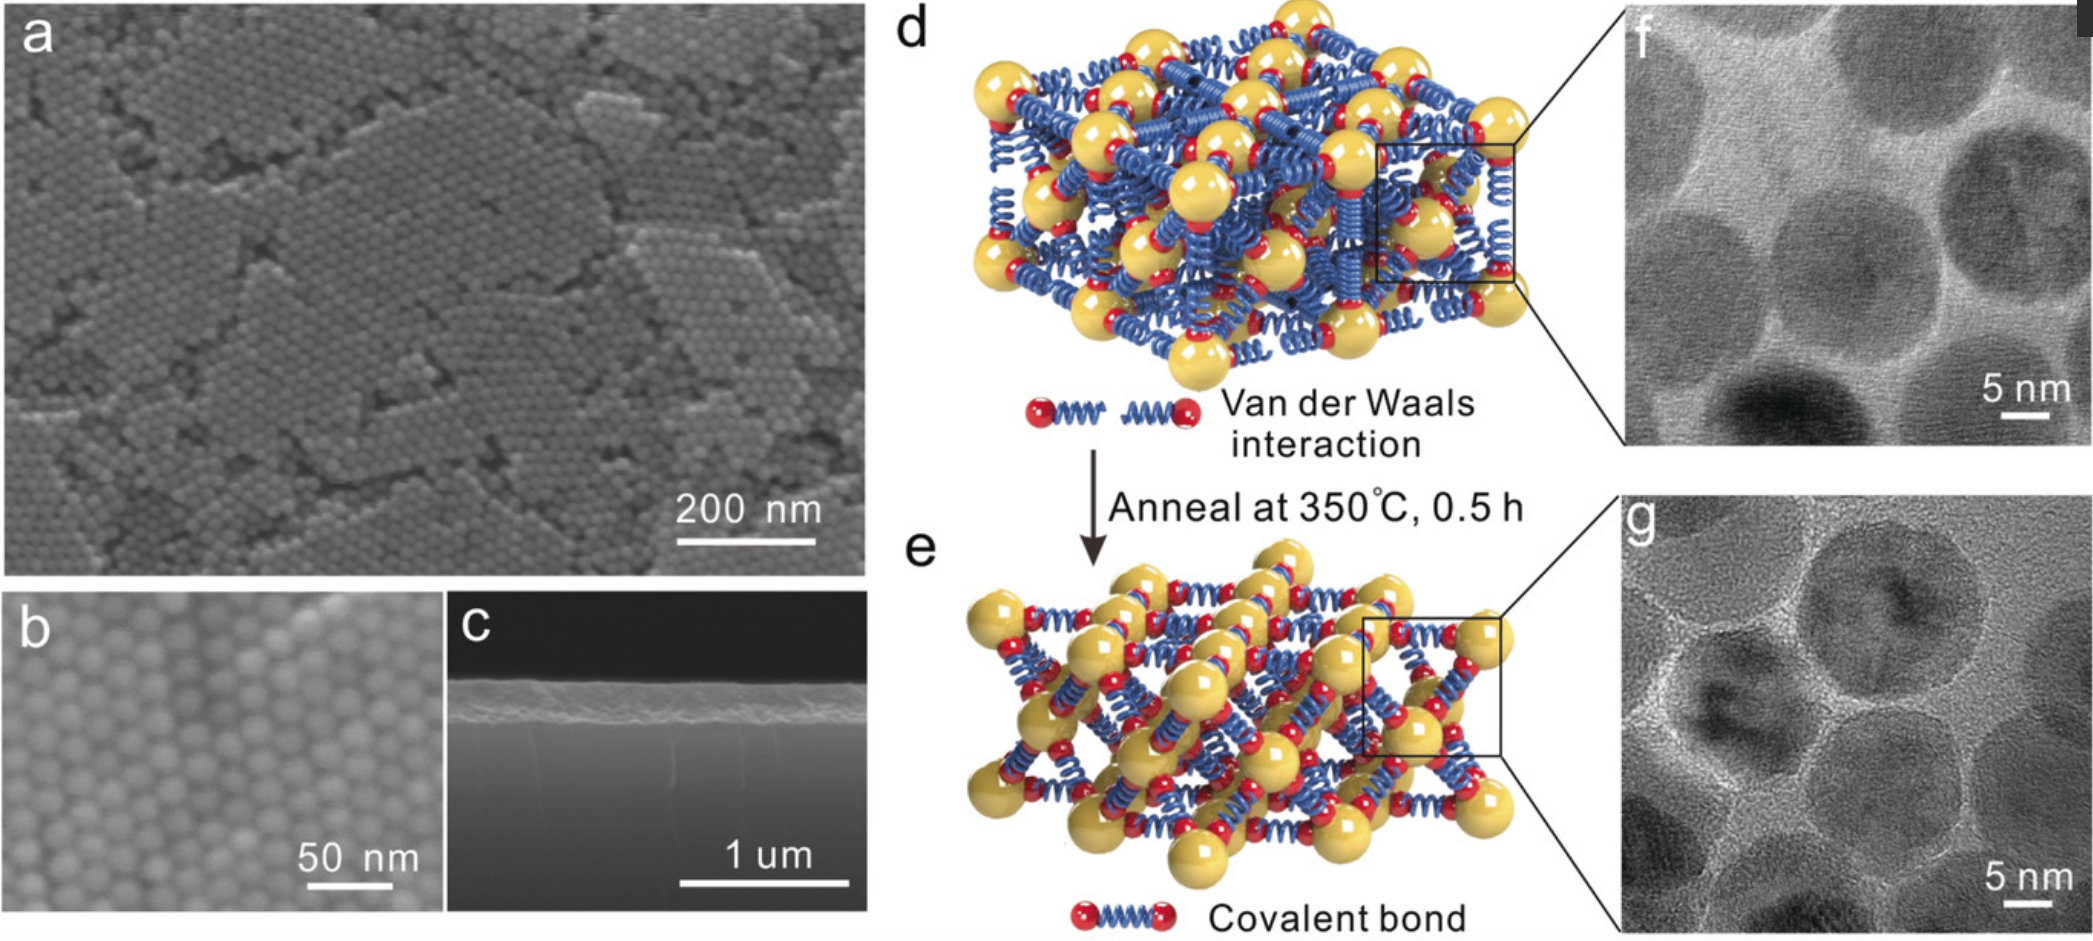 a
200 nm
b
50 nm
c
1 um
d
Van der Waals
interaction
Anneal at 350°C, 0.5 h
e
Covalent bond
f
5 nm
g
5 nm